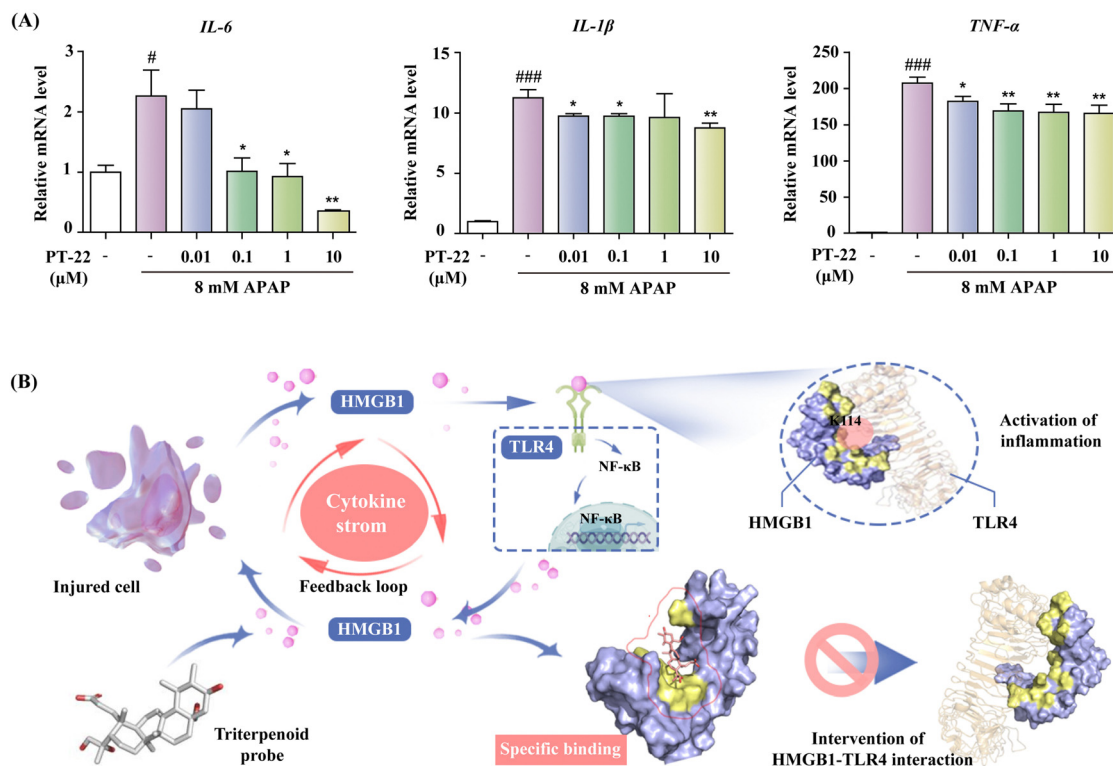 (A)
IL-6
Relative mRNA level
3
2
1
0
#
*
*
**
PT-22
(μM)
- - 0.01 0.1 1 10
8 mM APAP
IL-1β
Relative mRNA level
15
10
5
0
###
*
*
**
PT-22
(μM)
- - 0.01 0.1 1 10
8 mM APAP
TNF-α
Relative mRNA level
250
200
150
100
50
0
###
*
**
**
**
PT-22
(μM)
- - 0.01 0.1 1 10
8 mM APAP
(B)
HMGB1
TLR4
NF-κB
NF-κB
K114
Activation of
inflammation
HMGB1
TLR4
Cytokine
strom
Injured cell
Feedback loop
HMGB1
Triterpenoid
probe
Specific binding
Intervention of
HMGB1-TLR4 interaction